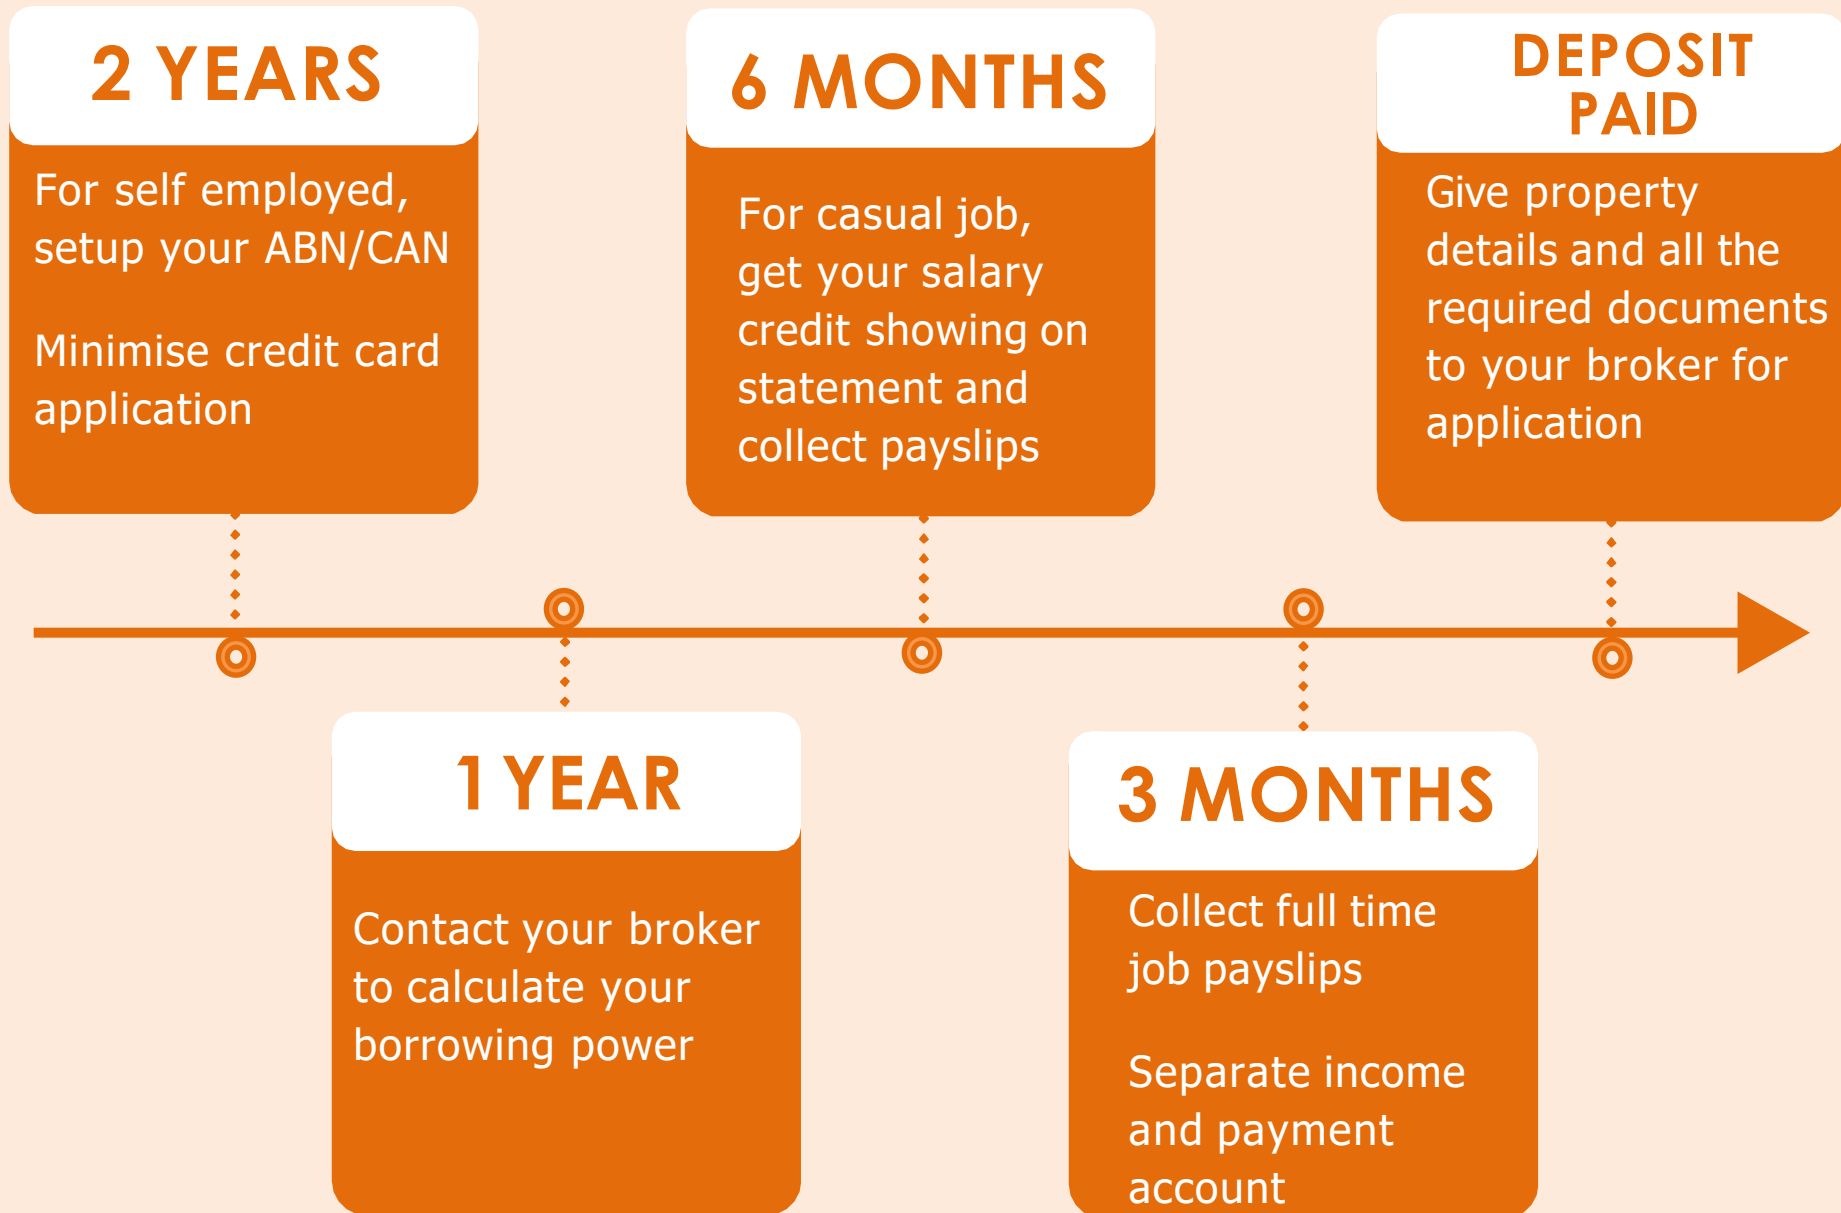 2 YEARS
For self employed,
setup your ABN/CAN
Minimise credit card
application
1 YEAR
Contact your broker
to calculate your
borrowing power
6 MONTHS
For casual job,
get your salary
credit showing on
statement and
collect payslips
3 MONTHS
Collect full time
job payslips
Separate income
and payment
account
DEPOSIT
PAID
Give property
details and all the
required documents
to your broker for
application